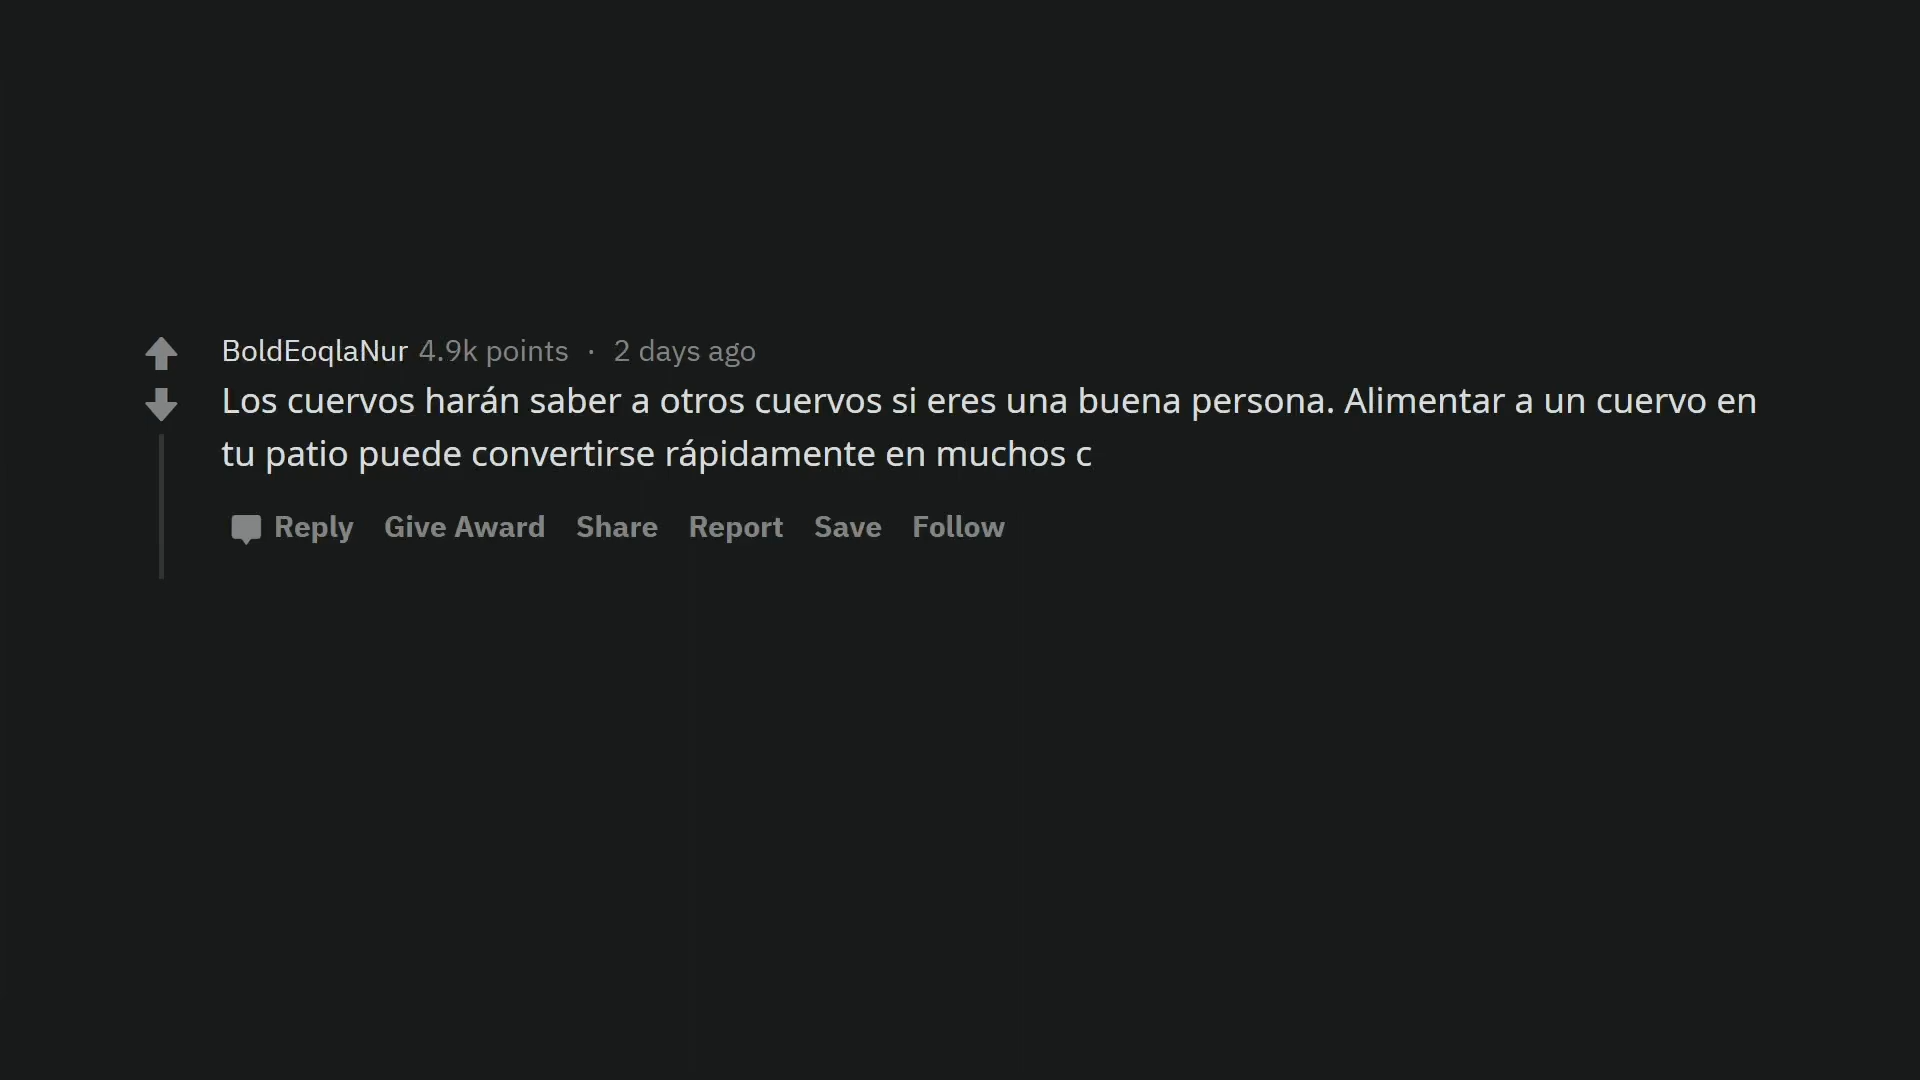 BoldEoqlaNur 4.9k points · 2 days ago
Los cuervos harán saber a otros cuervos si eres una buena persona. Alimentar a un cuervo en
tu patio puede convertirse rápidamente en muchos c
Reply Give Award Share Report Save Follow